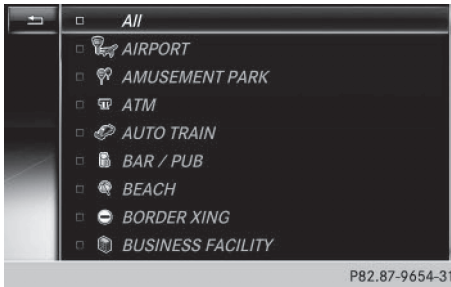 All
AIRPORT
AMUSEMENT PARK
ATM
AUTO TRAIN
BAR / PUB
BEACH
BORDER XING
BUSINESS FACILITY
P82.87-9654-31